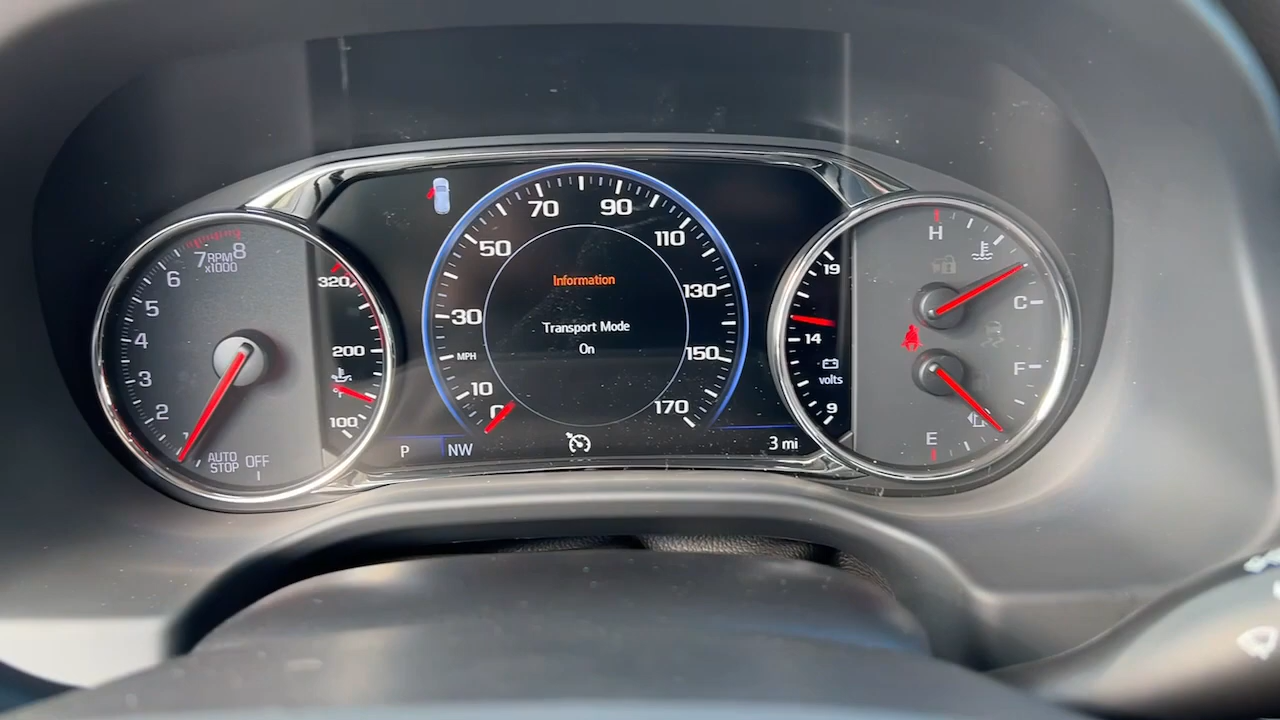 8
7
RPM
x1000
6
5
4
3
2
1
AUTO
STOP
OFF
320
200
100
70
90
50
110
30
130
MPH
150
10
170
0
Information
Transport Mode
On
P
NW
3 mi
19
14
volts
9
H
C
F
E